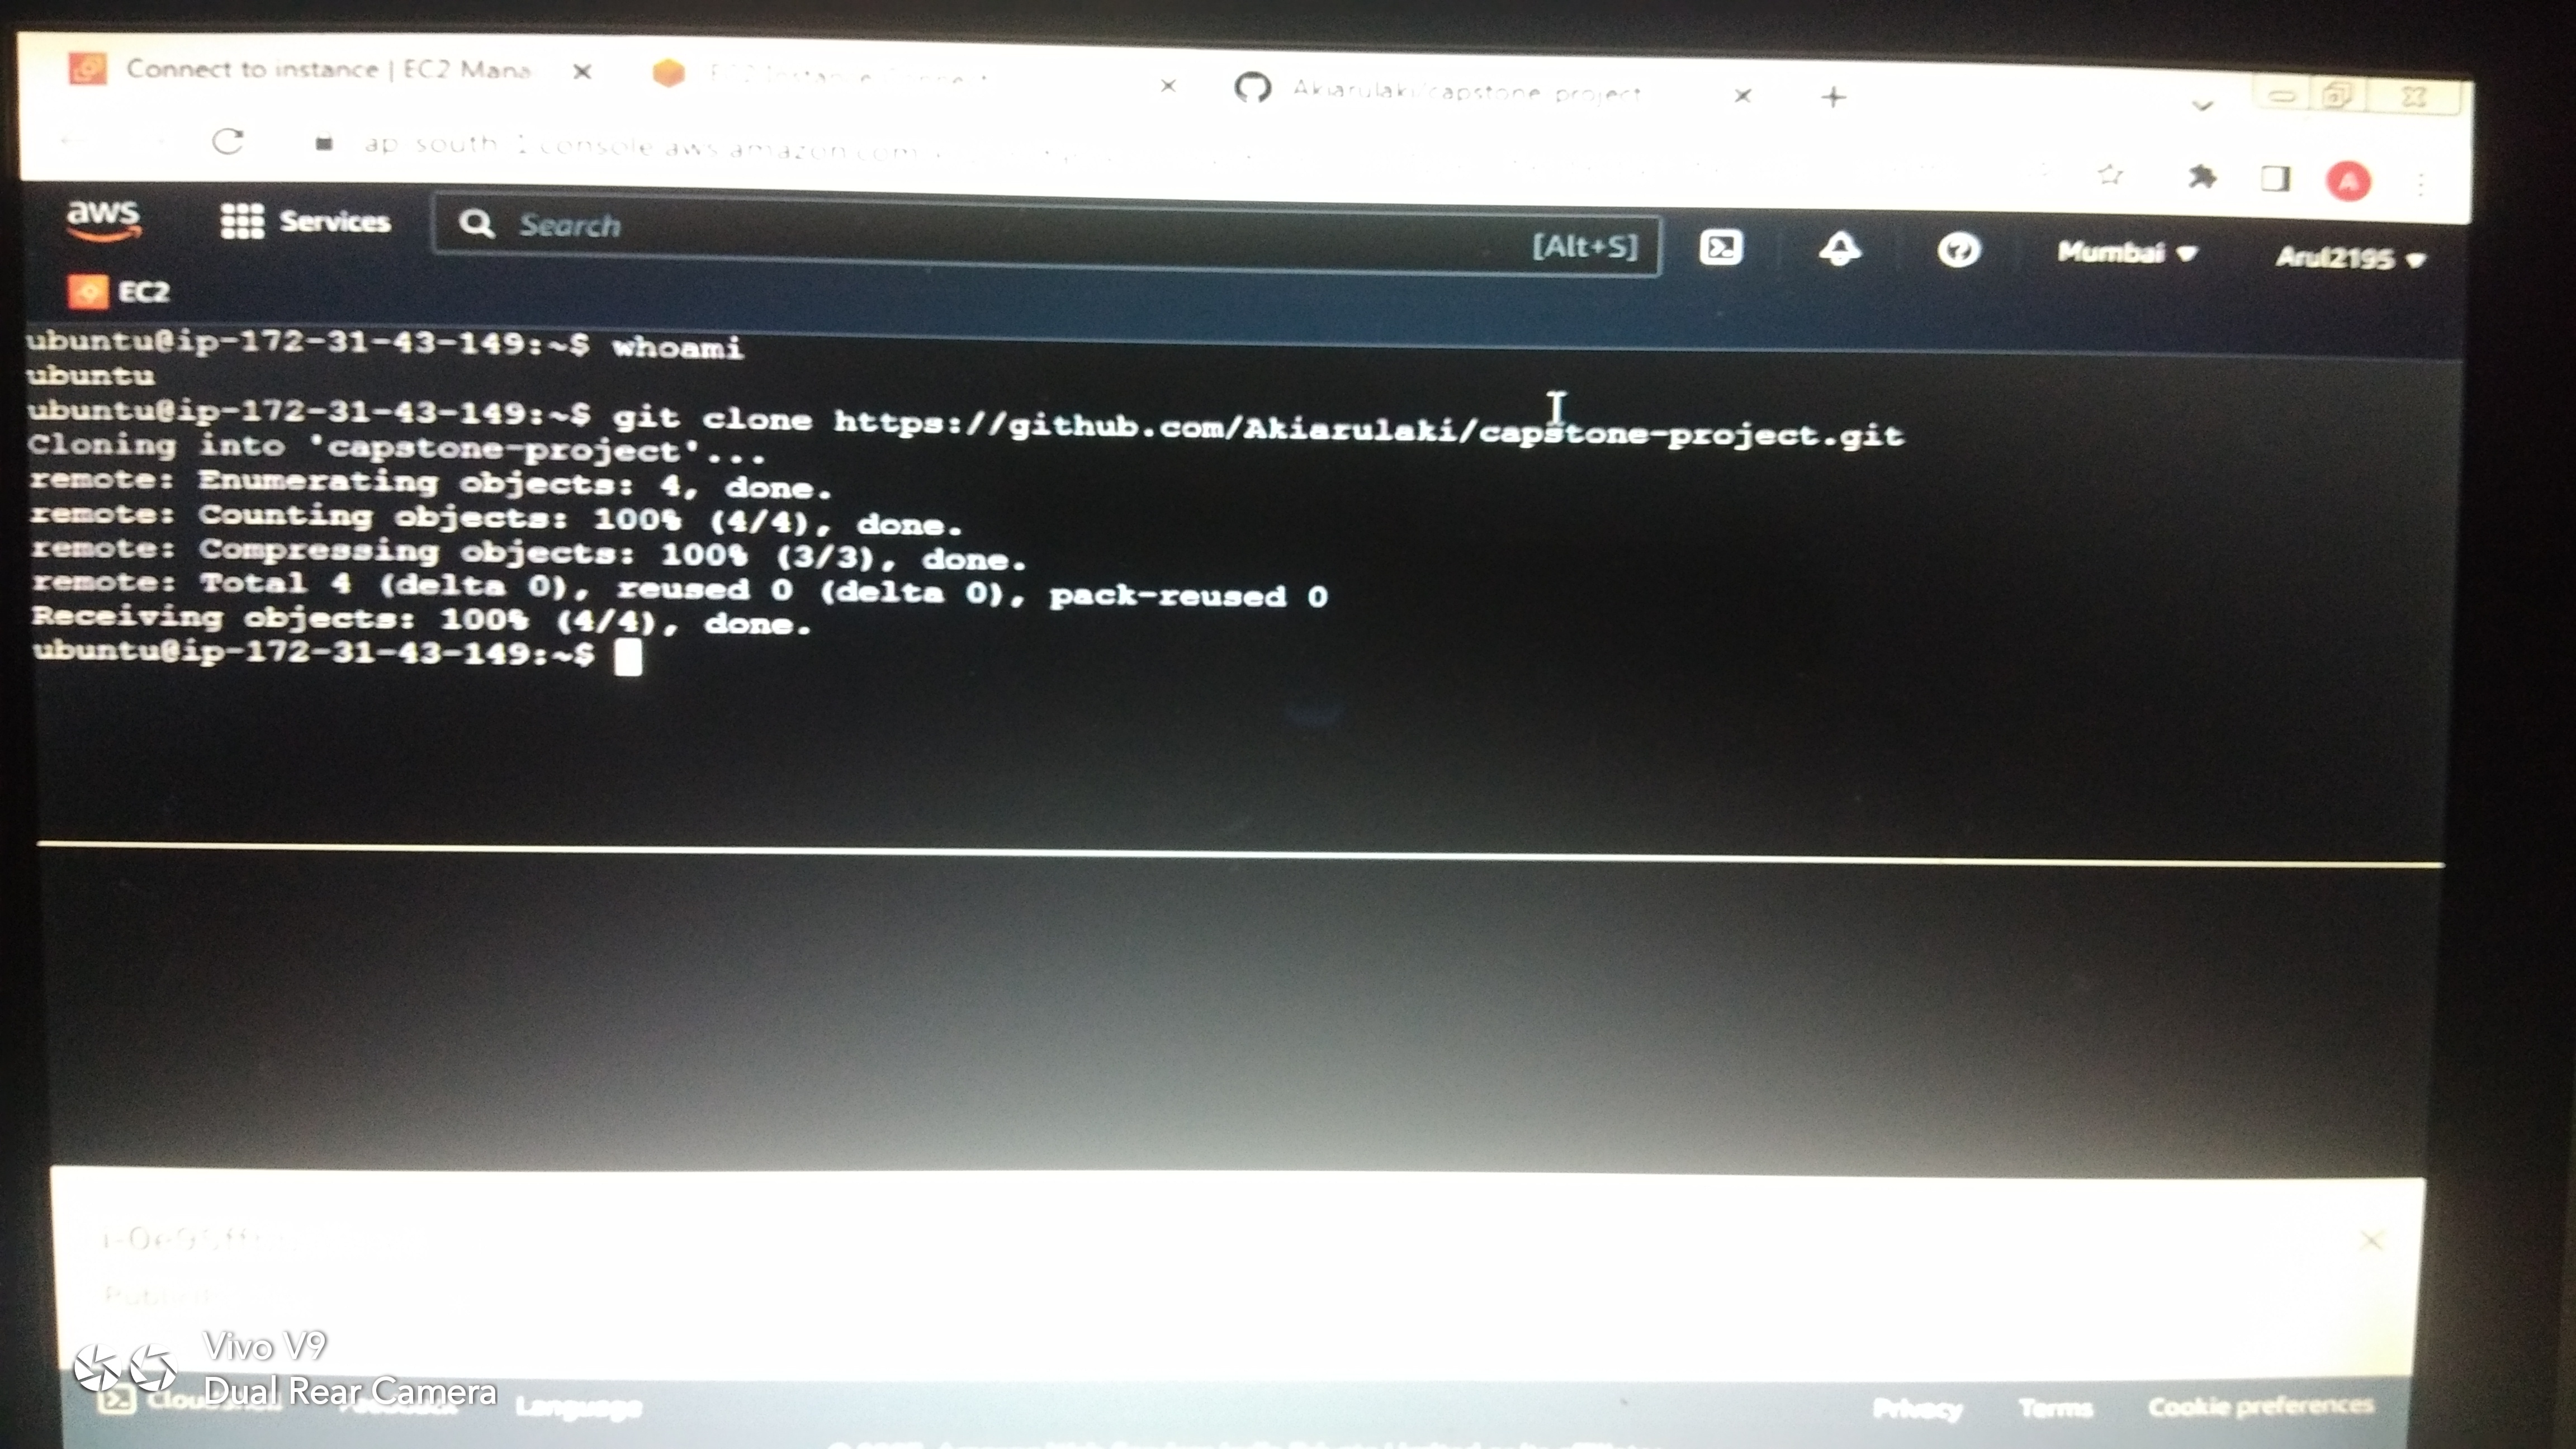 Connect to instance | EC2 Mana
EC2 Instance Connect
Akiarulaki/capstone-project
ap-south-1.console.aws.amazon.com
aws
Services
Search
[Alt+S]
Mumbai
Arul2195
A
EC2
ubuntu@ip-172-31-43-149:~$ whoami
ubuntu
ubuntu@ip-172-31-43-149:~$ git clone https://github.com/Akiarulaki/capstone-project.git
Cloning into 'capstone-project'...
remote: Enumerating objects: 4, done.
remote: Counting objects: 100% (4/4), done.
remote: Compressing objects: 100% (3/3), done.
remote: Total 4 (delta 0), reused 0 (delta 0), pack-reused 0
Receiving objects: 100% (4/4), done.
ubuntu@ip-172-31-43-149:~$
Vivo V9
Dual Rear Camera
CloudShell
Feedback
Language
Privacy
Terms
Cookie preferences